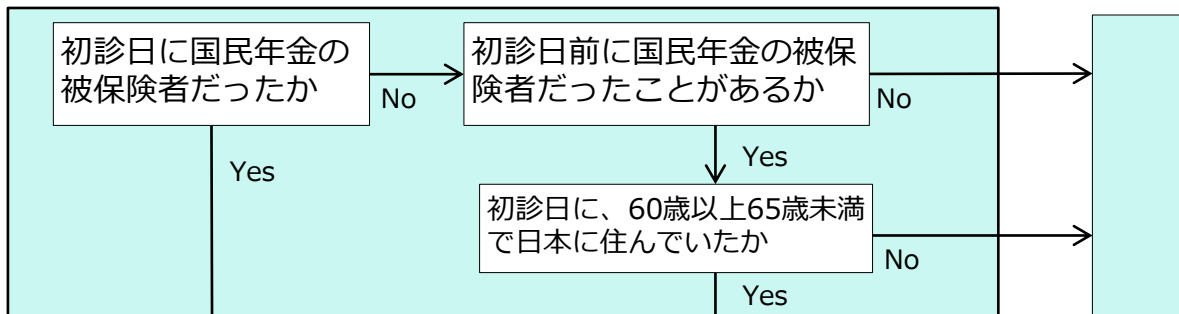 初診日に国民年金の
被保険者だったか
No
初診日前に国民年金の被保
険者だったことがあるか
No
Yes
Yes
初診日に、60歳以上65歳未満
で日本に住んでいたか
No
Yes